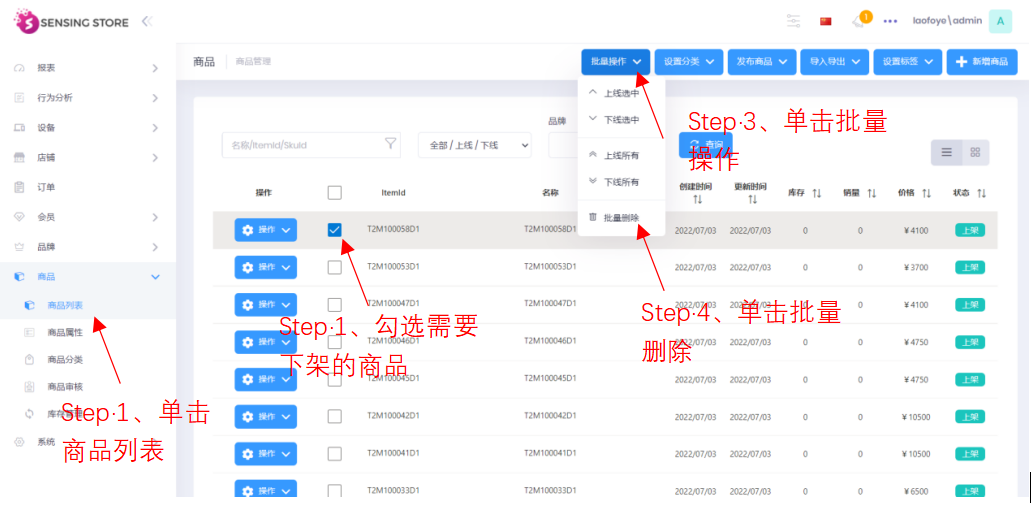 SENSING STORE
1
laofoye\admin
A
报表
行为分析
设备
店铺
订单
会员
品牌
商品
商品列表
商品属性
商品分类
商品审核
库存管理
系统
商品 商品管理
批量操作 设置分类 发布商品 导入导出 设置标签 新增商品
上线选中
下线选中
上线所有
下线所有
批量删除
品牌
名称/ItemId/SkuId
全部 / 上线 / 下线
查询
操作 ItemId 名称 创建时间 更新时间 库存 销量 价格 状态
操作 T2M100058D1 T2M100058D1 2022/07/03 2022/07/03 0 0 ¥ 4100 上架
操作 T2M100053D1 T2M100053D1 2022/07/03 2022/07/03 0 0 ¥ 3700 上架
操作 T2M100047D1 T2M100047D1 2022/07/03 2022/07/03 0 0 ¥ 4100 上架
操作 T2M100046D1 T2M100046D1 2022/07/03 2022/07/03 0 0 ¥ 4750 上架
操作 T2M100045D1 T2M100045D1 2022/07/03 2022/07/03 0 0 ¥ 4750 上架
操作 T2M100042D1 T2M100042D1 2022/07/03 2022/07/03 0 0 ¥ 10500 上架
操作 T2M100041D1 T2M100041D1 2022/07/03 2022/07/03 0 0 ¥ 10500 上架
操作 T2M100033D1 T2M100033D1 2022/07/03 2022/07/03 0 0 ¥ 6500 上架
Step·1、单击
商品列表
Step·1、勾选需要
下架的商品
Step·3、单击批量
操作
Step·4、单击批量
删除